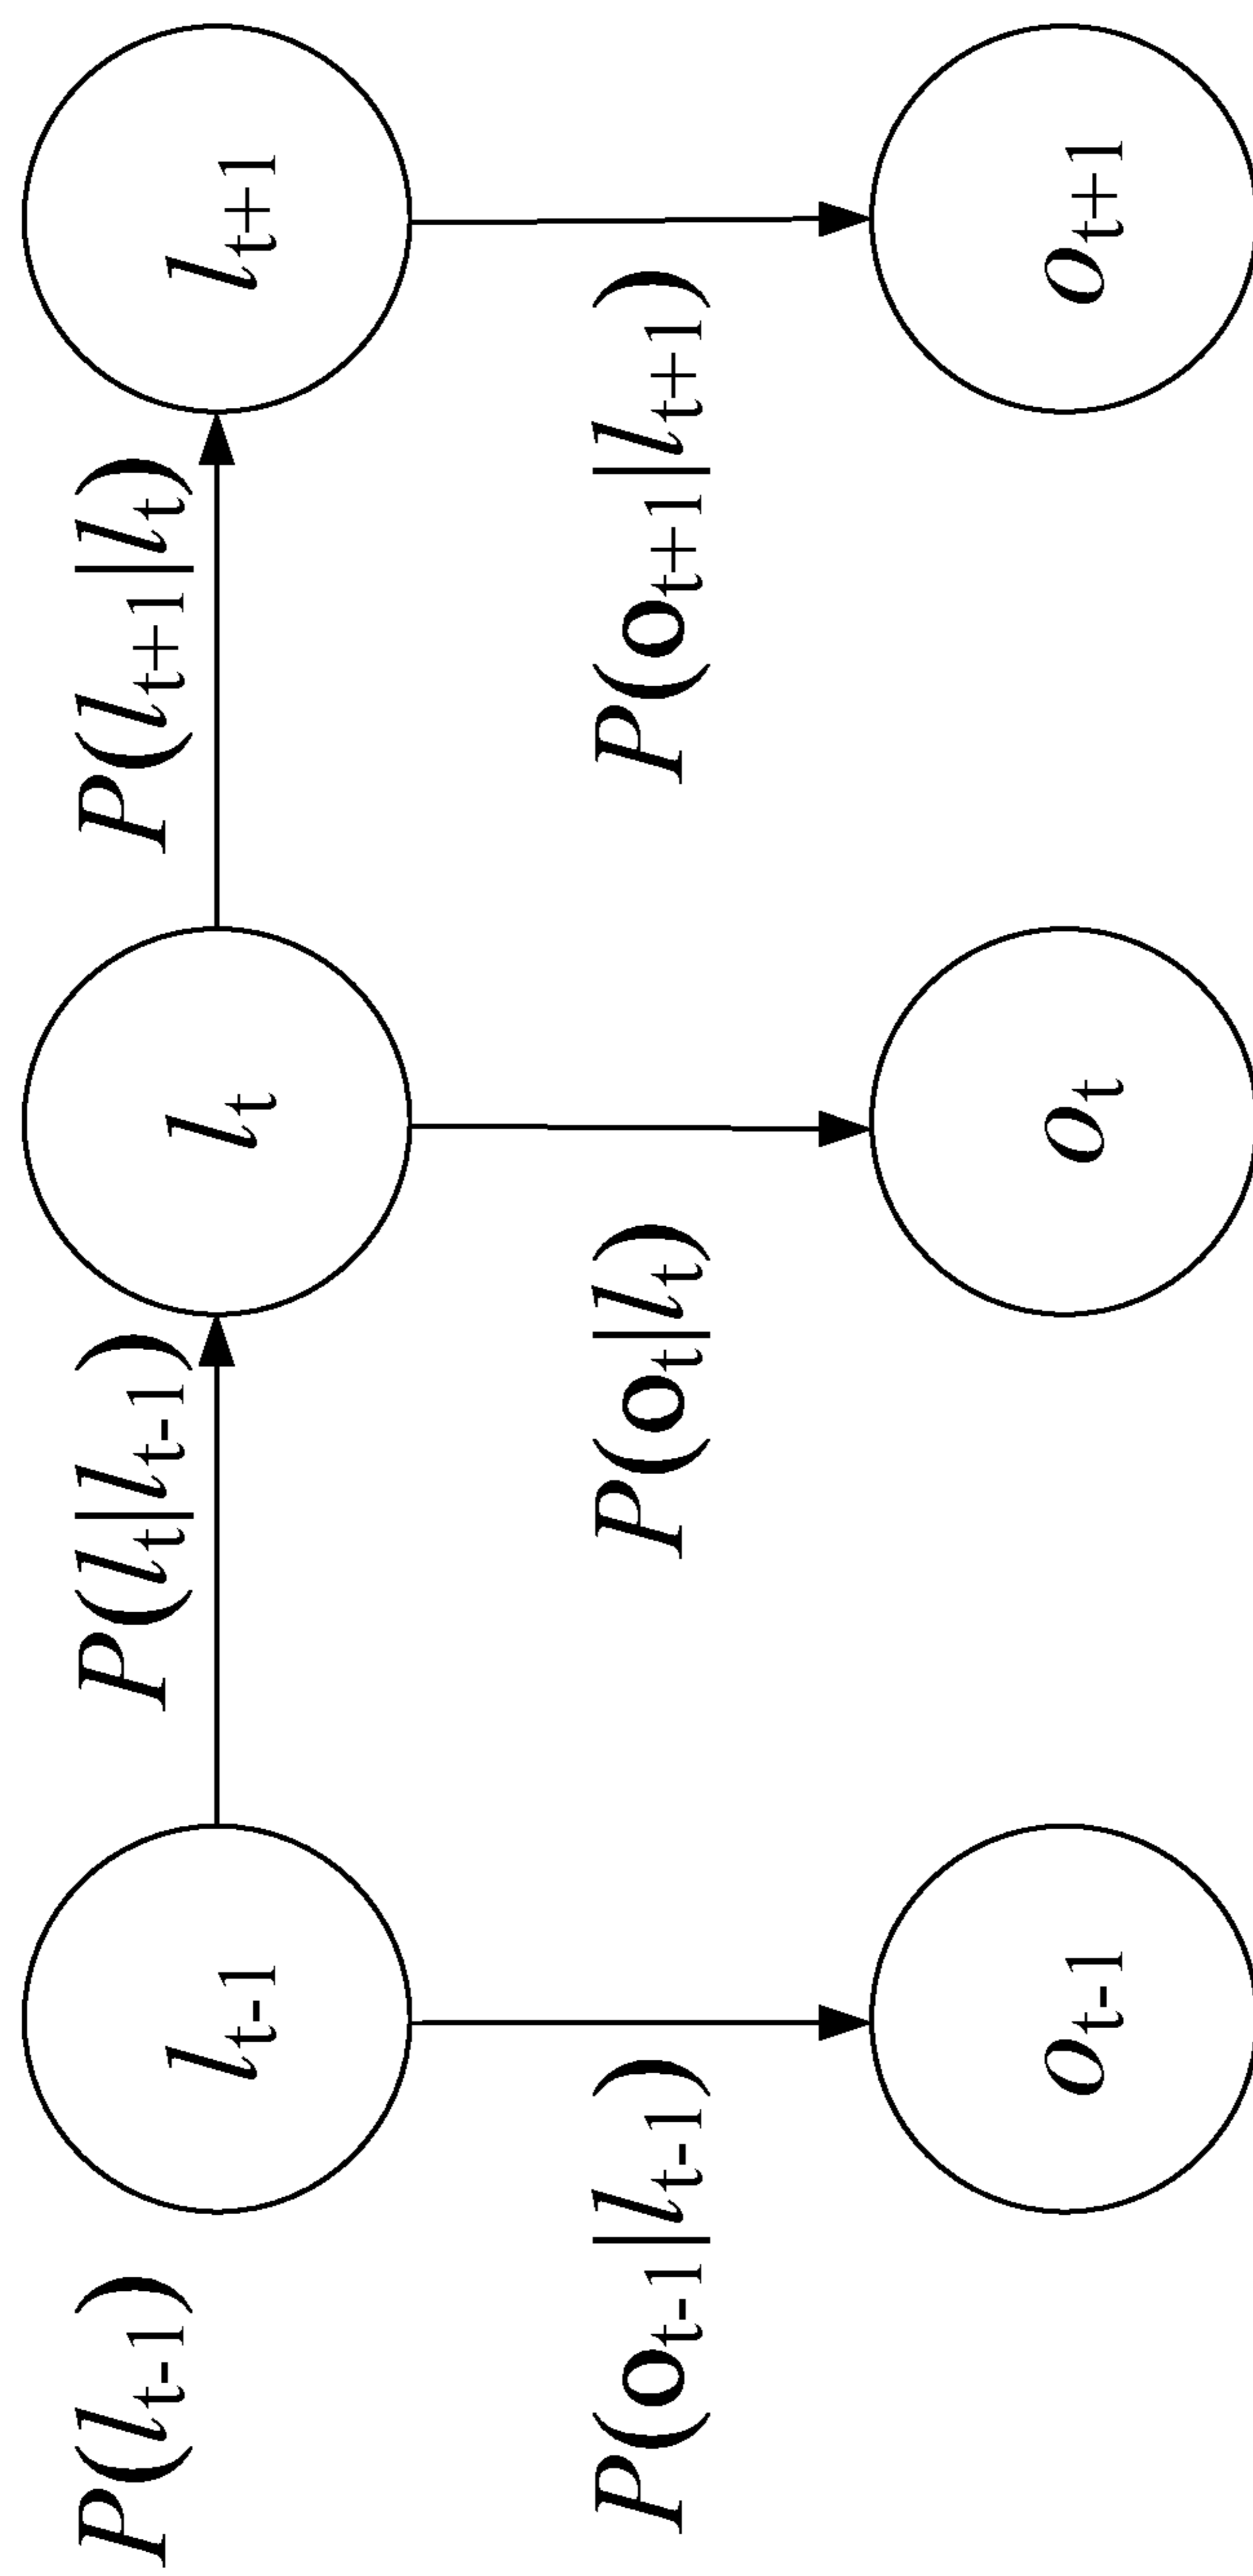 P(l_{t-1})
P(l_t|l_{t-1})
P(l_{t+1}|l_t)
l_{t-1}
l_t
l_{t+1}
P(o_{t-1}|l_{t-1})
P(o_t|l_t)
P(o_{t+1}|l_{t+1})
o_{t-1}
o_t
o_{t+1}